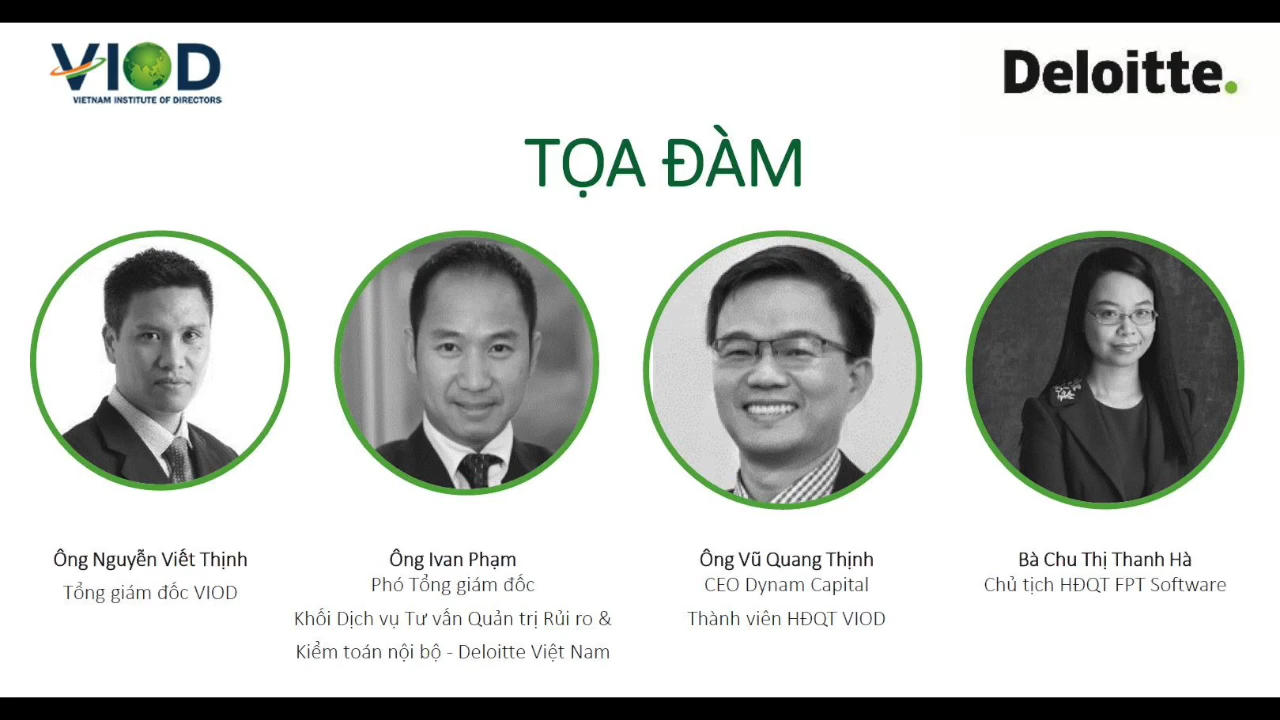 VIOD
VIETNAM INSTITUTE OF DIRECTORS
Deloitte.
TỌA ĐÀM
Ông Nguyễn Viết Thịnh
Tổng giám đốc VIOD
Ông Ivan Phạm
Phó Tổng giám đốc
Khối Dịch vụ Tư vấn Quản trị Rủi ro &
Kiểm toán nội bộ - Deloitte Việt Nam
Ông Vũ Quang Thịnh
CEO Dynam Capital
Thành viên HĐQT VIOD
Bà Chu Thị Thanh Hà
Chủ tịch HĐQT FPT Software